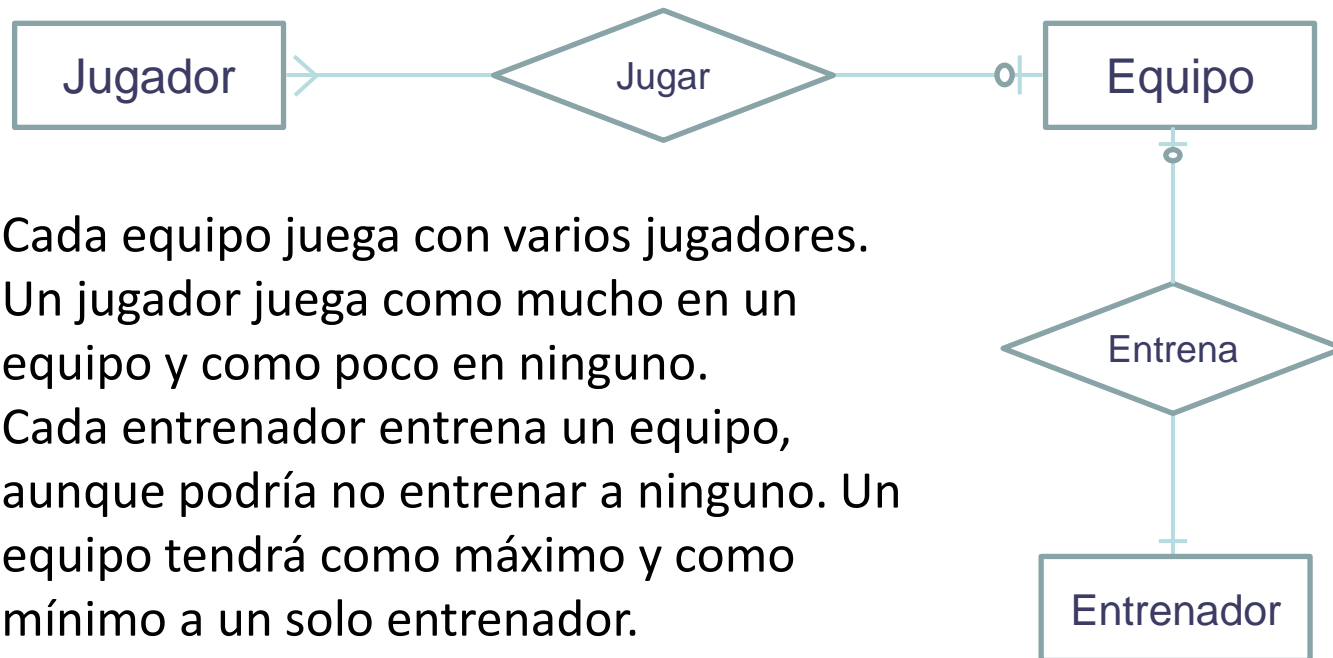 Jugador
Jugar
Equipo
Cada equipo juega con varios jugadores.
Un jugador juega como mucho en un
equipo y como poco en ninguno.
Cada entrenador entrena un equipo,
aunque podría no entrenar a ninguno. Un
equipo tendrá como máximo y como
mínimo a un solo entrenador.
Entrena
Entrenador